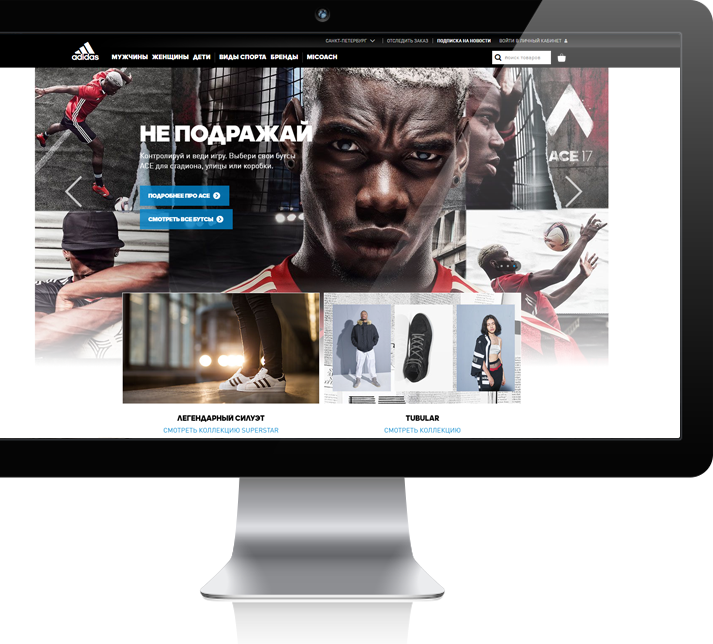 САНКТ-ПЕТЕРБУРГ
ОТСЛЕДИТЬ ЗАКАЗ
ПОДПИСКА НА НОВОСТИ
ВОЙТИ В ЛИЧНЫЙ КАБИНЕТ
adidas
МУЖЧИНЫ ЖЕНЩИНЫ ДЕТИ ВИДЫ СПОРТА БРЕНДЫ MICOACH
Поиск товаров
НЕ ПОДРАЖАЙ
Контролируй и веди игру. Выбери свои бутсы
ACE для стадиона, улицы или коробки.
ПОДРОБНЕЕ ПРО ACE
СМОТРЕТЬ ВСЕ БУТСЫ
ACE 17
ЛЕГЕНДАРНЫЙ СИЛУЭТ
СМОТРЕТЬ КОЛЛЕКЦИЮ SUPERSTAR
TUBULAR
СМОТРЕТЬ КОЛЛЕКЦИЮ